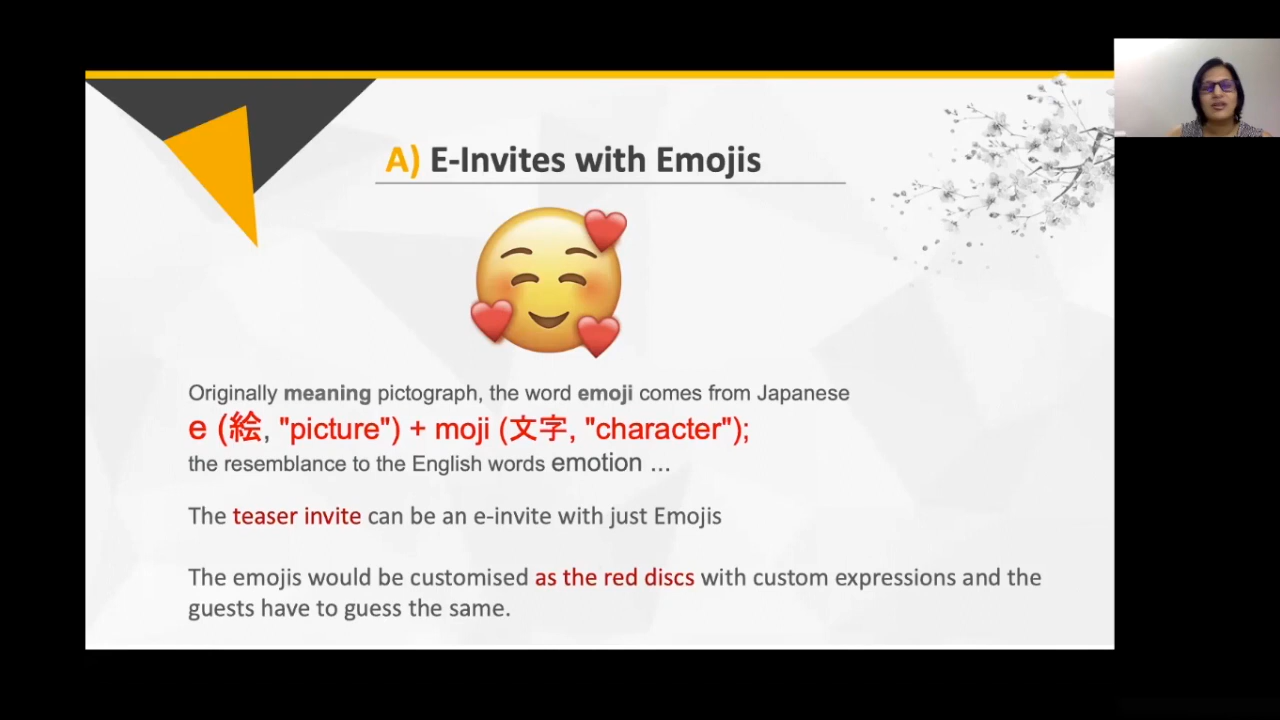 A) E-Invites with Emojis
Originally meaning pictograph, the word emoji comes from Japanese
e (絵, "picture") + moji (文字, "character");
the resemblance to the English words emotion ...
The teaser invite can be an e-invite with just Emojis
The emojis would be customised as the red discs with custom expressions and the
guests have to guess the same.